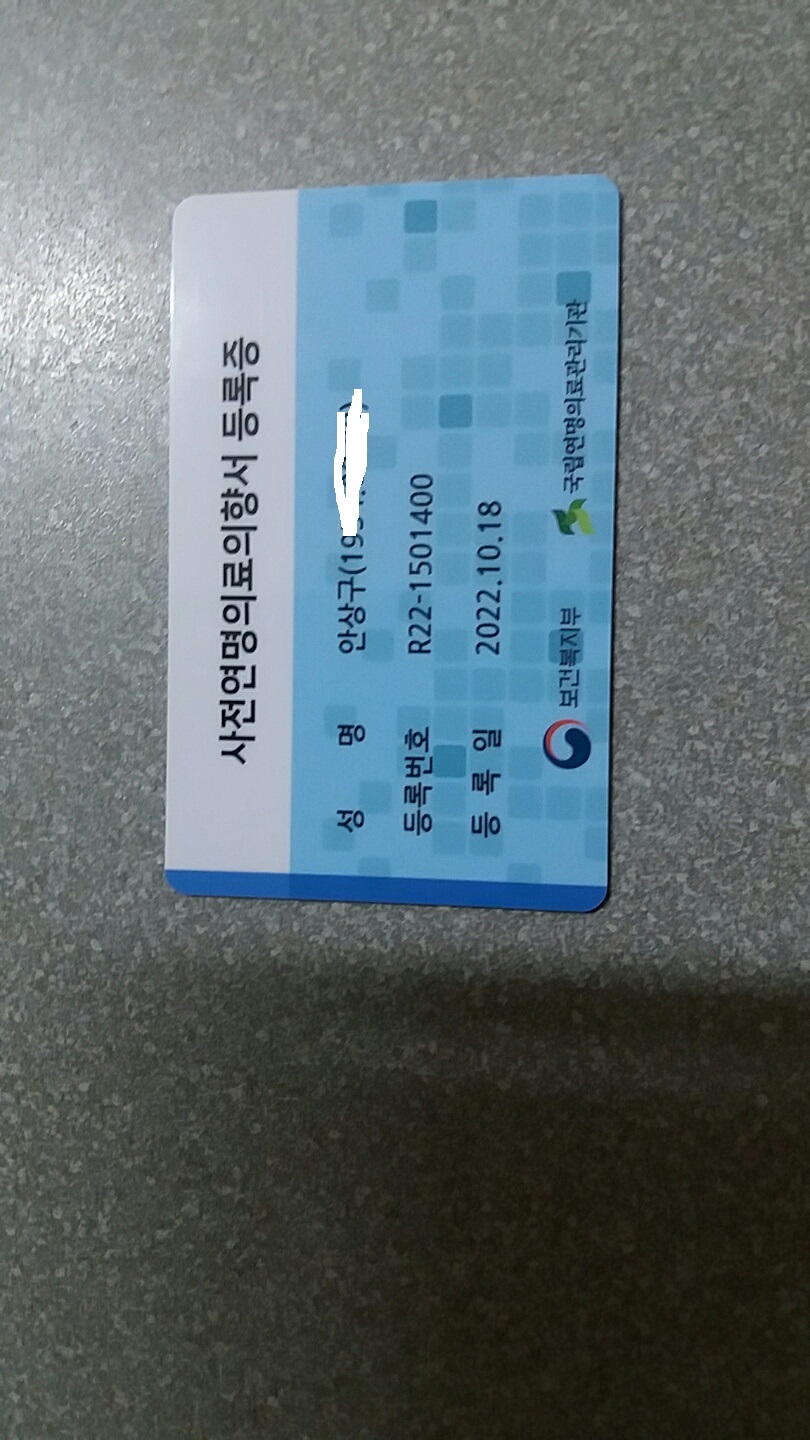 사전연명의료의향서 등록증
성 명 안상구(19
등록번호 R22-1501400
등 록 일 2022.10.18
보건복지부 국립연명의료관리기관